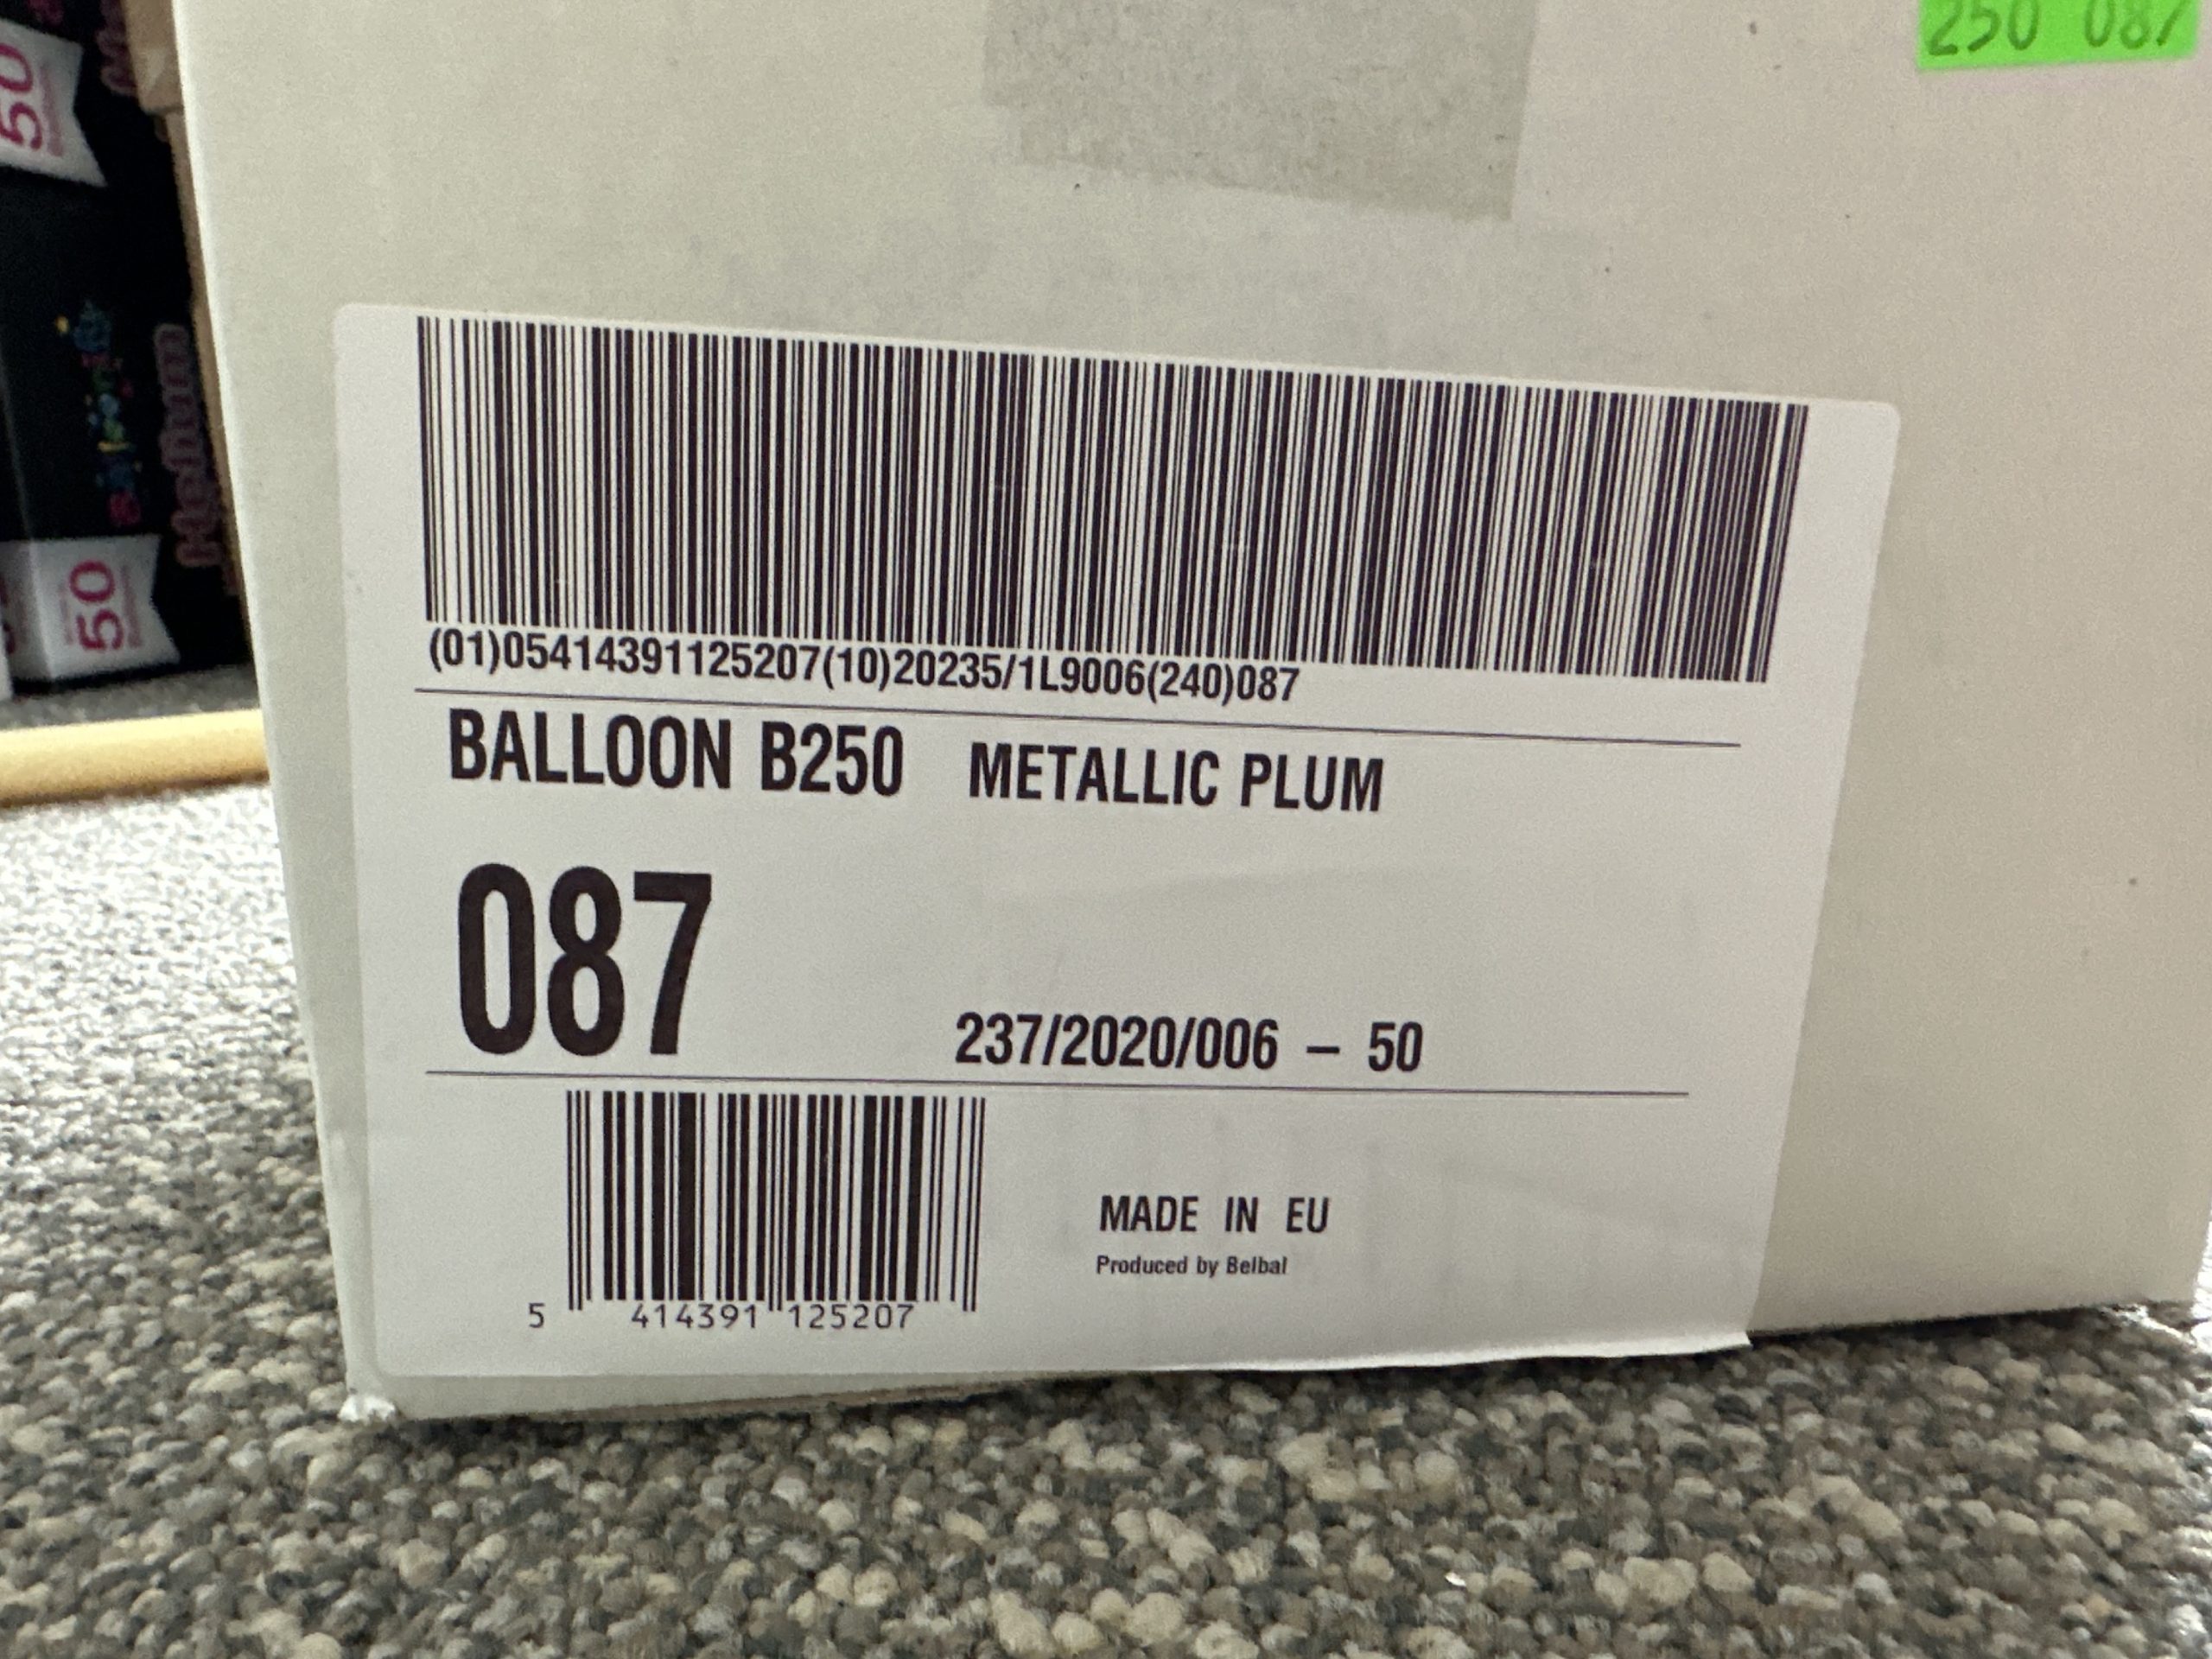 250 087
50
Helium
50
(01)05414391125207(10)20235/1L9006(240)087
BALLOON B250 METALLIC PLUM
087
237/2020/006 – 50
5 414391 125207
MADE IN EU
Produced by Belbal